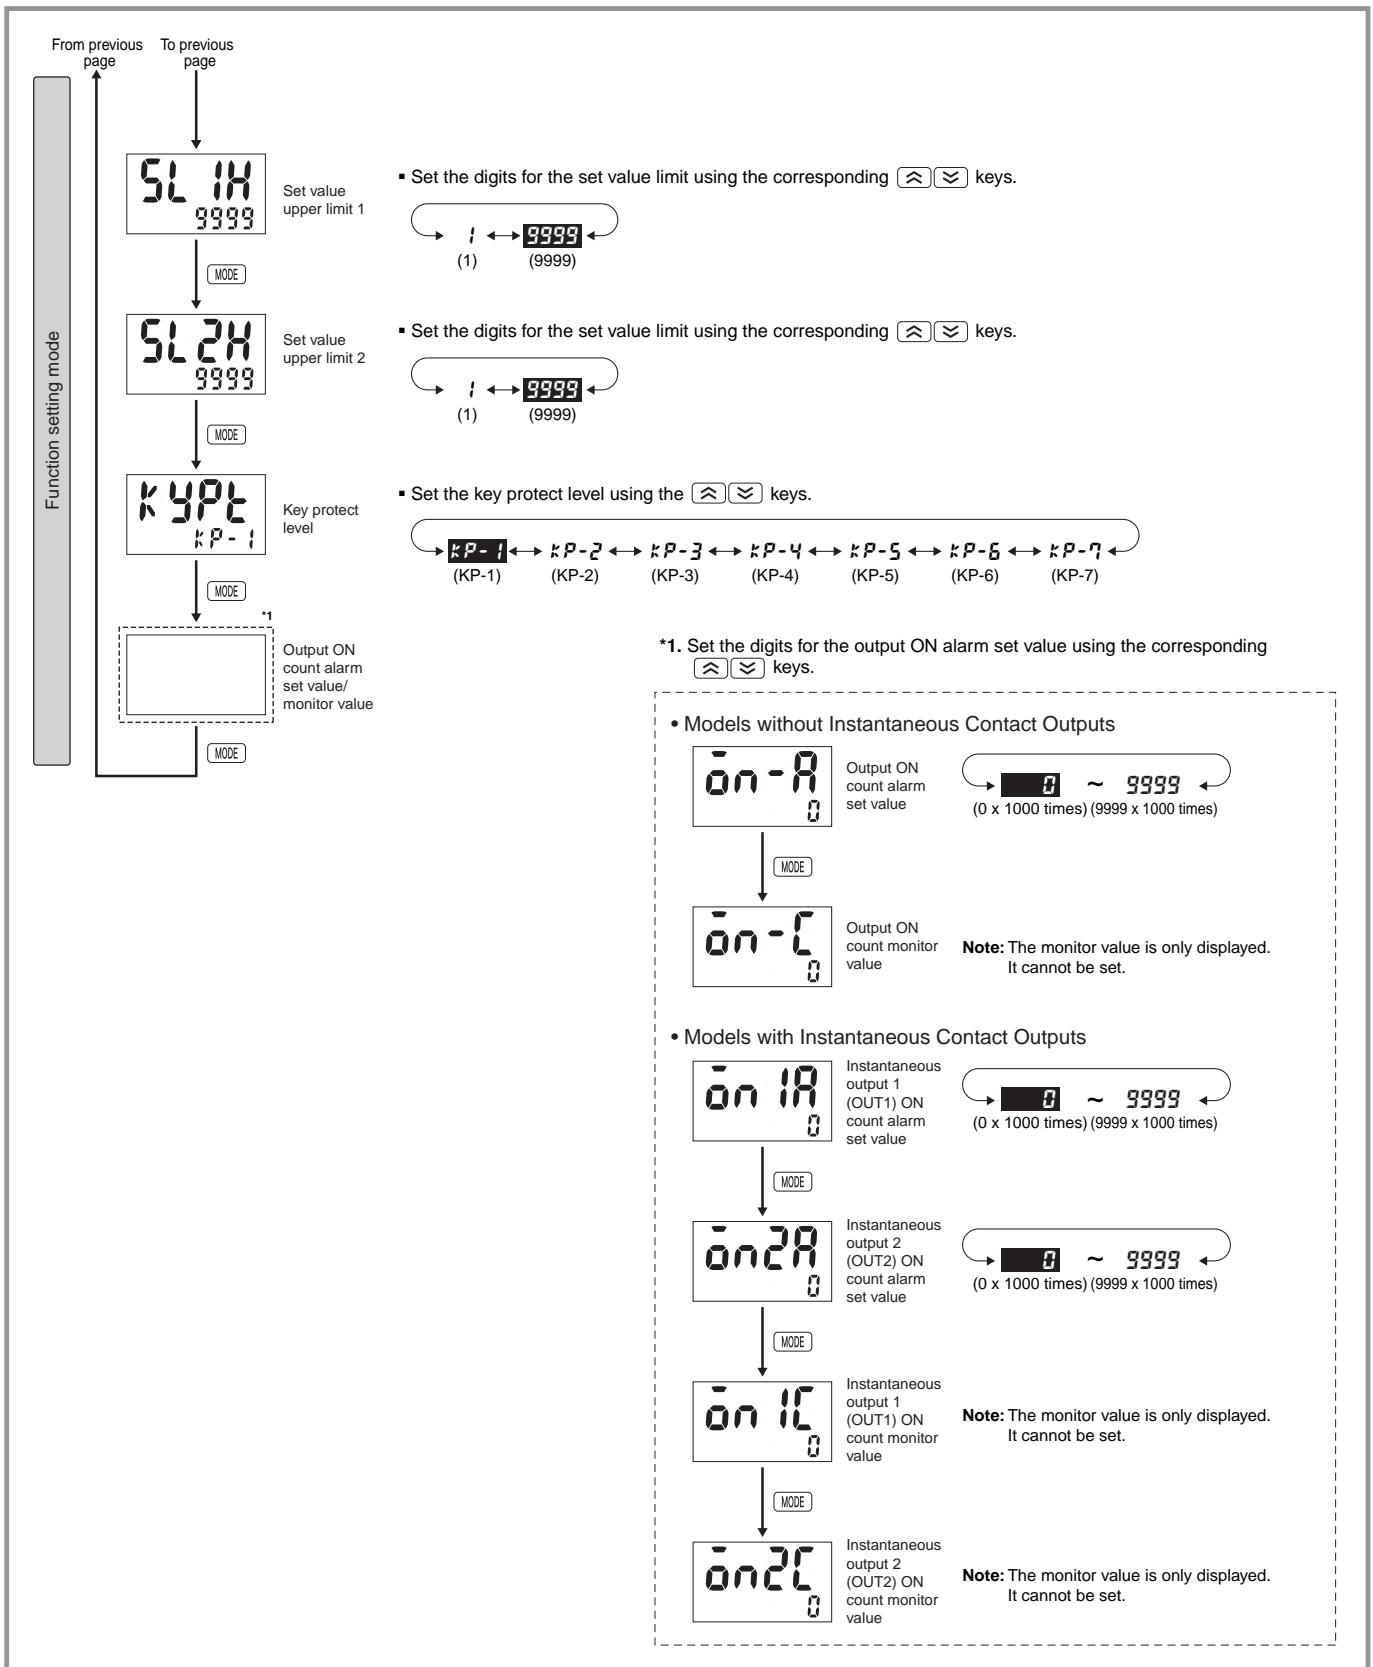 From previous page
To previous page
Function setting mode
SL1H
9999
Set value
upper limit 1
▪ Set the digits for the set value limit using the corresponding keys.
1 9999
(1) (9999)
MODE
SL2H
9999
Set value
upper limit 2
▪ Set the digits for the set value limit using the corresponding keys.
1 9999
(1) (9999)
MODE
KYPt
KP-1
Key protect
level
▪ Set the key protect level using the keys.
KP-1 KP-2 KP-3 KP-4 KP-5 KP-6 KP-7
(KP-1) (KP-2) (KP-3) (KP-4) (KP-5) (KP-6) (KP-7)
MODE
*1
Output ON
count alarm
set value/
monitor value
MODE
*1. Set the digits for the output ON alarm set value using the corresponding
keys.
• Models without Instantaneous Contact Outputs
on-A
0
Output ON
count alarm
set value
0 ~ 9999
(0 x 1000 times) (9999 x 1000 times)
MODE
on-C
0
Output ON
count monitor
value
Note: The monitor value is only displayed.
It cannot be set.
• Models with Instantaneous Contact Outputs
on1A
0
Instantaneous
output 1
(OUT1) ON
count alarm
set value
0 ~ 9999
(0 x 1000 times) (9999 x 1000 times)
MODE
on2A
0
Instantaneous
output 2
(OUT2) ON
count alarm
set value
0 ~ 9999
(0 x 1000 times) (9999 x 1000 times)
MODE
on1C
0
Instantaneous
output 1
(OUT1) ON
count monitor
value
Note: The monitor value is only displayed.
It cannot be set.
MODE
on2C
0
Instantaneous
output 2
(OUT2) ON
count monitor
value
Note: The monitor value is only displayed.
It cannot be set.